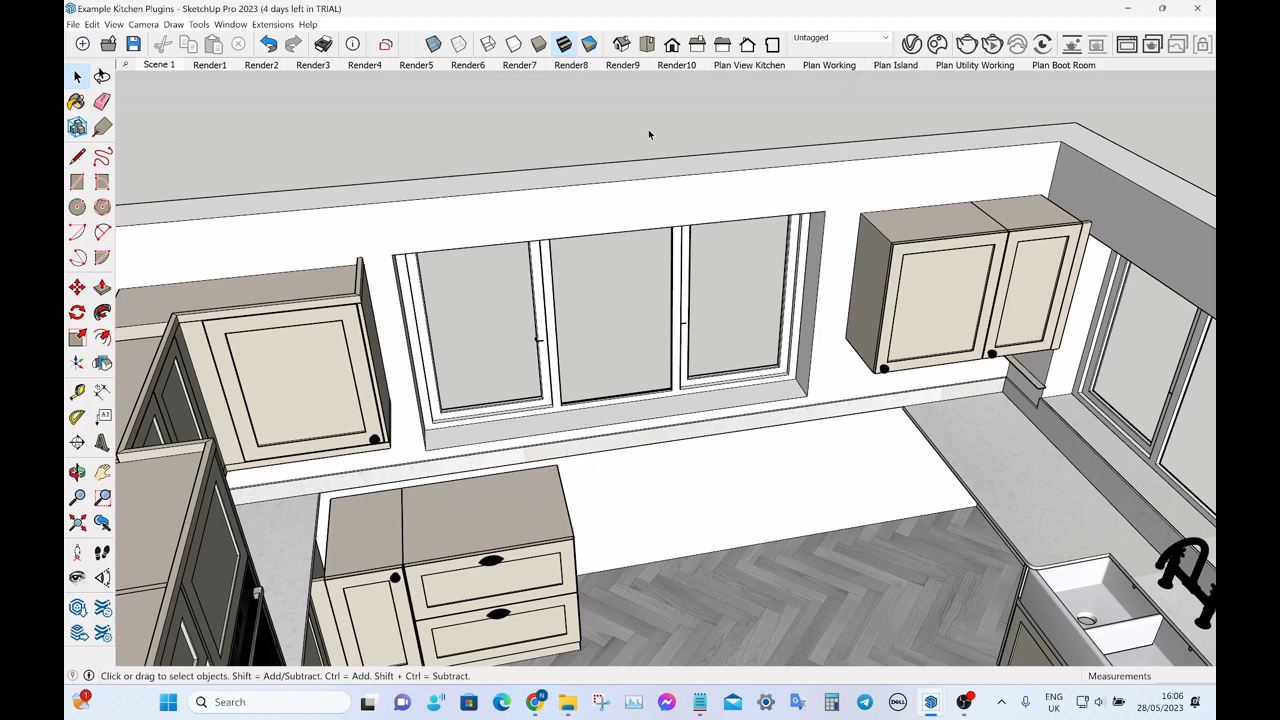 Example Kitchen Plugins - SketchUp Pro 2023 (4 days left in TRIAL)
File Edit View Camera Draw Tools Window Extensions Help
Untagged
Scene 1 Render1 Render2 Render3 Render4 Render5 Render6 Render7 Render8 Render9 Render10 Plan View Kitchen Plan Working Plan Island Plan Utility Working Plan Boot Room
A1
Click or drag to select objects. Shift = Add/Subtract. Ctrl = Add. Shift + Ctrl = Subtract.
Measurements
1
Search
N
DELL
ENG
UK
16:06
28/05/2023